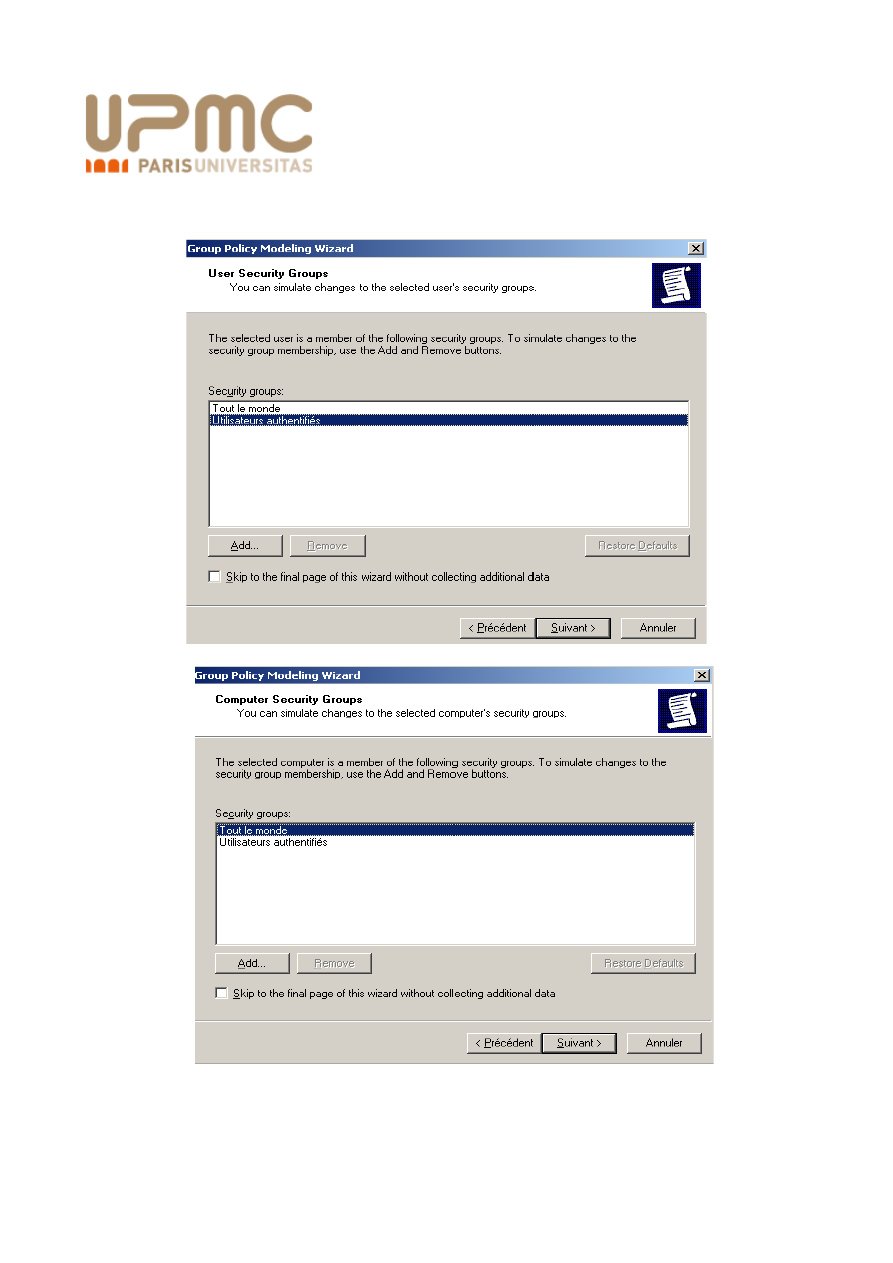 UPMC
PARISUNIVERSITAS
Group Policy Modeling Wizard
User Security Groups
You can simulate changes to the selected user's security groups.
The selected user is a member of the following security groups. To simulate changes to the
security group membership, use the Add and Remove buttons.
Security groups:
Tout le monde
Utilisateurs authentifiés
Add...
Remove
Restore Defaults
Skip to the final page of this wizard without collecting additional data
< Précédent
Suivant >
Annuler
Group Policy Modeling Wizard
Computer Security Groups
You can simulate changes to the selected computer's security groups.
The selected computer is a member of the following security groups. To simulate changes to the
security group membership, use the Add and Remove buttons.
Security groups:
Tout le monde
Utilisateurs authentifiés
Add...
Remove
Restore Defaults
Skip to the final page of this wizard without collecting additional data
< Précédent
Suivant >
Annuler